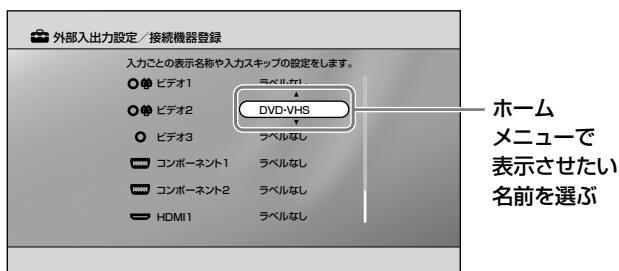 外部入出力設定／接続機器登録
入力ごとの表示名称や入力スキップの設定をします。
ビデオ1 ラベルなし
ビデオ2 DVD・VHS
ビデオ3 ラベルなし
コンポーネント1 ラベルなし
コンポーネント2 ラベルなし
HDMI1 ラベルなし
ホーム
メニューで
表示させたい
名前を選ぶ